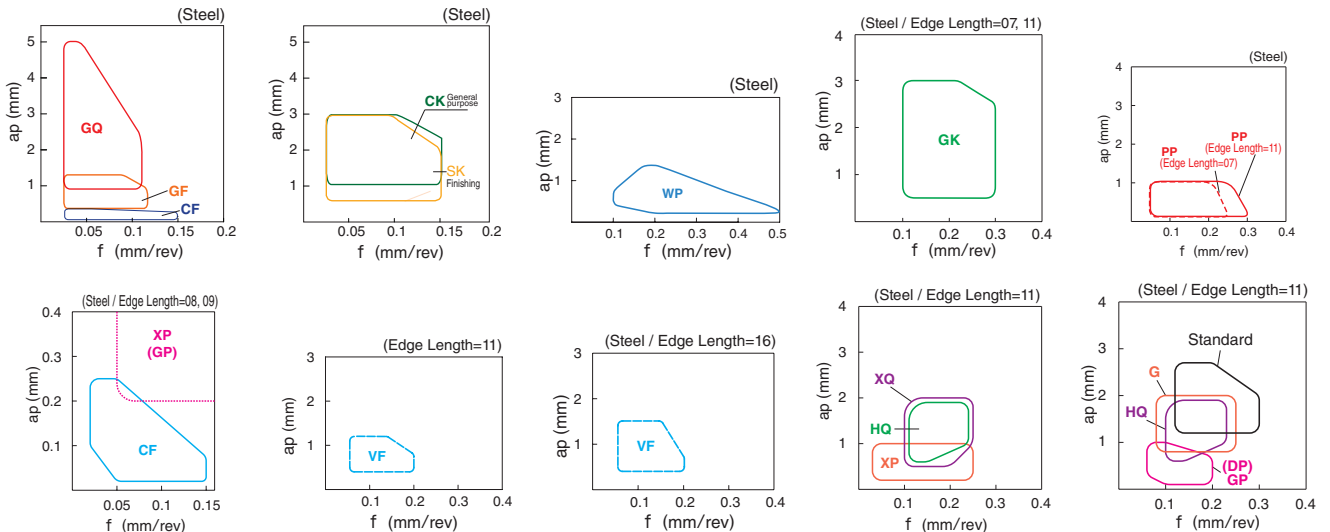 (Steel)
5
4
3
2
1
ap (mm)
GQ
GF
CF
0.05
0.1
0.15
0.2
f (mm/rev)
(Steel)
5
4
3
2
1
ap (mm)
CK General purpose
SK
Finishing
0.05
0.1
0.15
0.2
f (mm/rev)
(Steel)
3
2
1
ap (mm)
WP
0.1
0.2
0.3
0.4
0.5
f (mm/rev)
(Steel / Edge Length=07, 11)
4
3
2
1
ap (mm)
GK
0.1
0.2
0.3
0.4
f (mm/rev)
(Steel)
4
3
2
1
ap (mm)
PP
(Edge Length=11)
PP
(Edge Length=07)
0.1
0.2
0.3
0.4
f (mm/rev)
(Steel / Edge Length=08, 09)
0.4
0.3
0.2
0.1
ap (mm)
XP
(GP)
CF
0.05
0.1
0.15
f (mm/rev)
(Edge Length=11)
3
2
1
ap (mm)
VF
0.1
0.2
0.3
0.4
f (mm/rev)
(Steel / Edge Length=16)
3
2
1
ap (mm)
VF
0.1
0.2
0.3
0.4
f (mm/rev)
(Steel / Edge Length=11)
4
3
2
1
ap (mm)
XQ
HQ
XP
0.1
0.2
0.3
0.4
f (mm/rev)
(Steel / Edge Length=11)
4
3
2
1
ap (mm)
Standard
G
HQ
(DP)
GP
0.1
0.2
0.3
0.4
f (mm/rev)